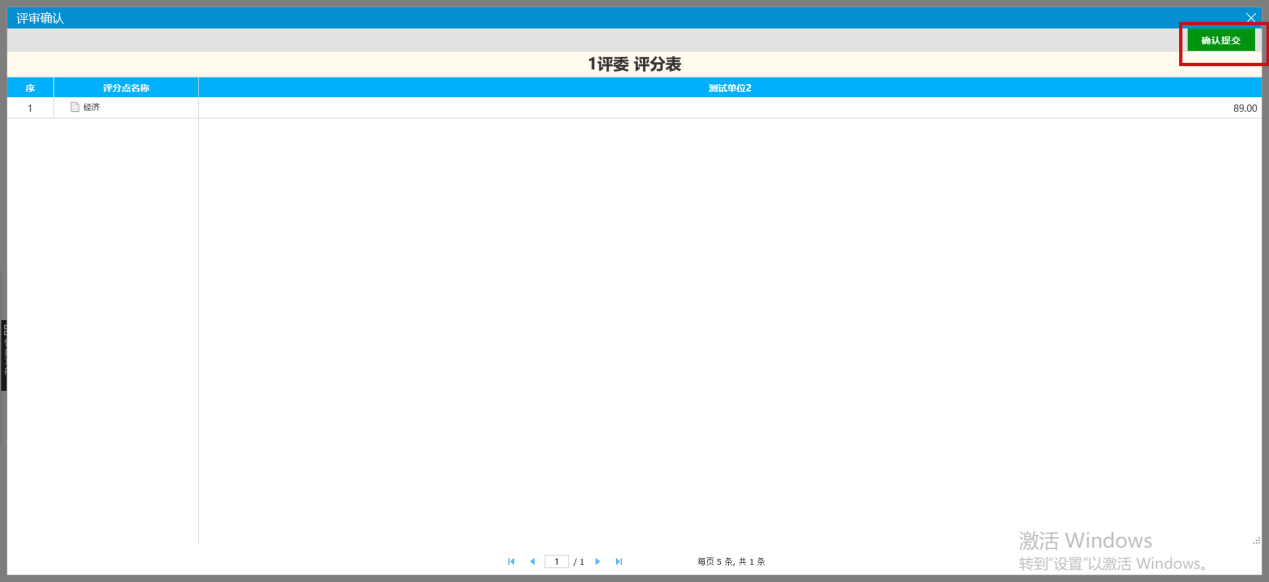 评审确认
确认提交
1评委 评分表
序 评分点名称 测试单位2
1 经济 89.00
1 / 1 每页 5 条, 共 1 条
激活 Windows
转到"设置"以激活 Windows。